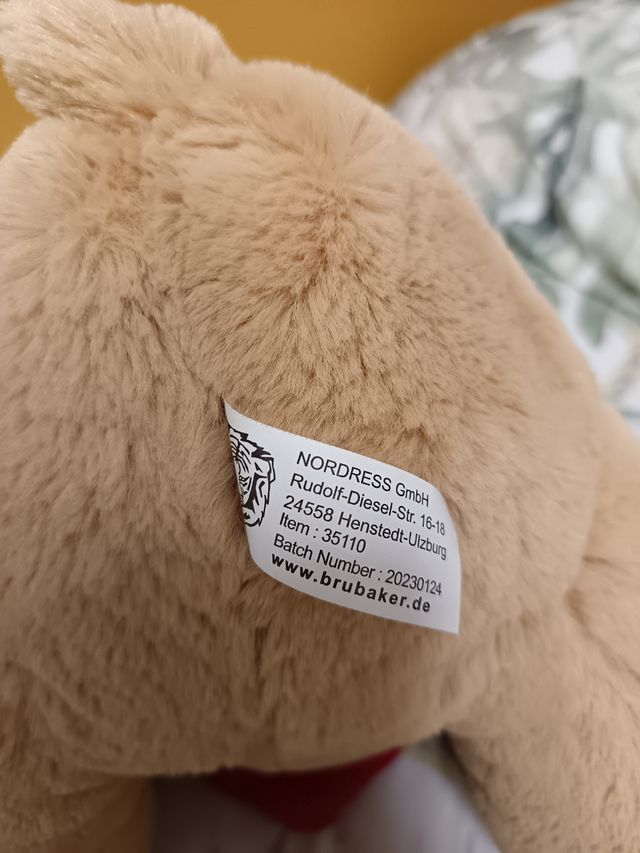 NORDRESS GmbH
Rudolf-Diesel-Str. 16-18
24558 Henstedt-Ulzburg
Item : 35110
Batch Number : 20230124
www.brubaker.de